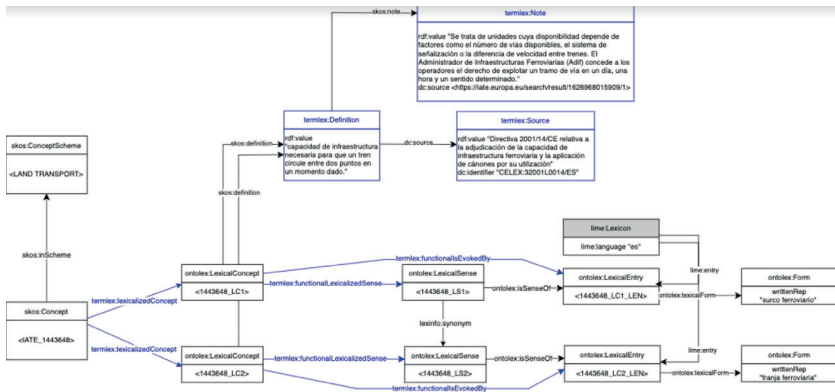 skos:note
termlex:Note
rdf:value "Se trata de unidades cuya disponibilidad depende de
factores como el número de vías disponibles, el sistema de
señalización o la diferencia de velocidad entre trenes. El
Administrador de Infraestructuras Ferroviarias (Adif) concede a los
operadores el derecho de explotar un tramo de vía en un día, una
hora y un sentido determinado."
dc:source <https://iate.europa.eu/search/result/1626968015909/1>
termlex:Definition
rdf:value
"capacidad de infraestructura
necesaria para que un tren
circule entre dos puntos en
un momento dado."
skos:definition
skos:definition
dc:source
termlex:Source
rdf:value "Directiva 2001/14/CE relativa a
la adjudicación de la capacidad de
infraestructura ferroviaria y la aplicación
de cánones por su utilización"
dc:identifier "CELEX:32001L0014/ES"
skos:ConceptScheme
<LAND TRANSPORT>
skos:inScheme
skos:Concept
<IATE_1443648>
termlex:lexicalizedConcept
termlex:lexicalizedConcept
ontolex:LexicalConcept
<1443648_LC1>
termlex:functionalIsEvokedBy
termlex:functionalLexicalizedSense
ontolex:LexicalSense
<1443648_LS1>
ontolex:isSenseOf
lime:Lexicon
lime:language "es"
lime:entry
ontolex:LexicalEntry
<1443648_LC1_LEN>
ontolex:lexicalForm
ontolex:Form
writtenRep
"surco ferroviario"
lexinfo:synonym
ontolex:LexicalConcept
<1443648_LC2>
termlex:functionalLexicalizedSense
termlex:functionalIsEvokedBy
ontolex:LexicalSense
<1443648_LS2>
ontolex:isSenseOf
lime:entry
ontolex:LexicalEntry
<1443648_LC2_LEN>
ontolex:lexicalForm
ontolex:Form
writtenRep
"franja ferroviaria"